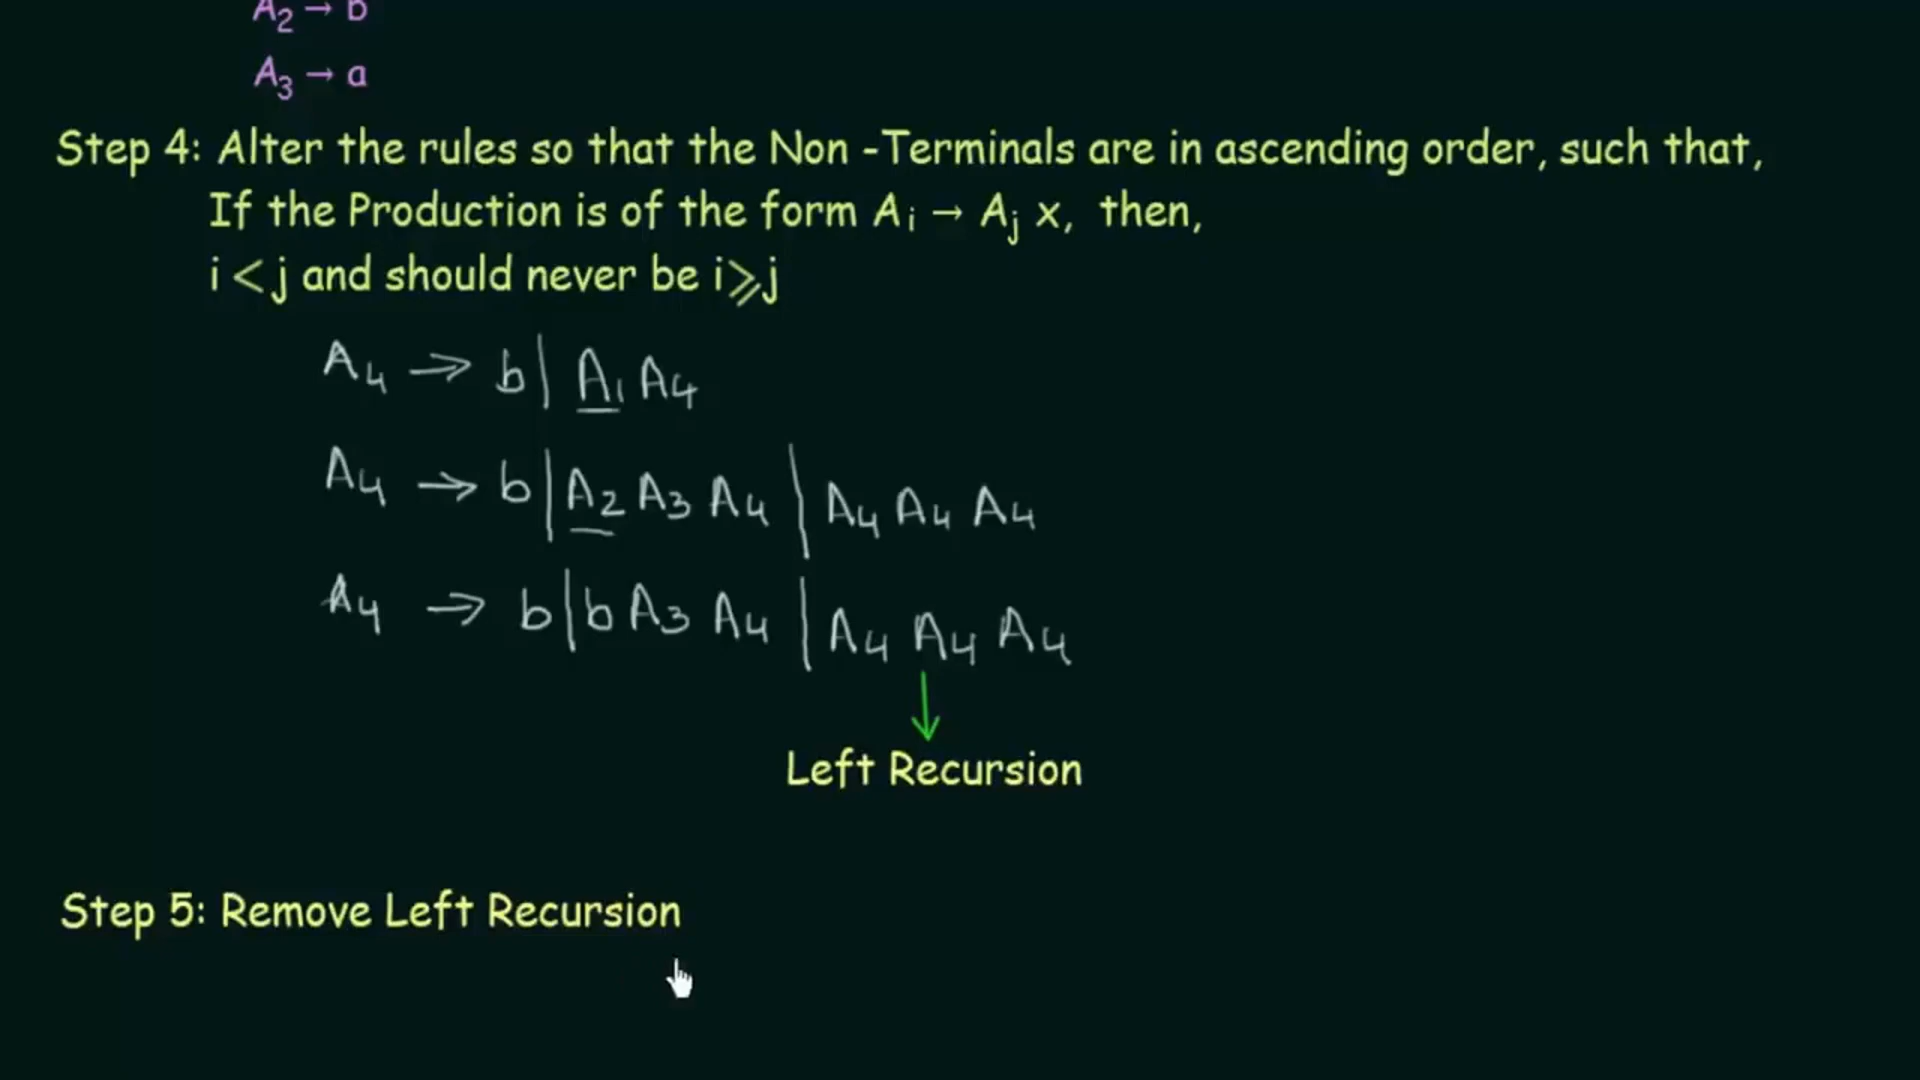 A₂ → b
A₃ → a
Step 4: Alter the rules so that the Non -Terminals are in ascending order, such that,
If the Production is of the form Aᵢ → Aⱼ x, then,
i < j and should never be i ⩾ j
A₄ → b | A₁ A₄
A₄ → b | A₂ A₃ A₄ | A₄ A₄ A₄
A₄ → b | b A₃ A₄ | A₄ A₄ A₄
Left Recursion
Step 5: Remove Left Recursion